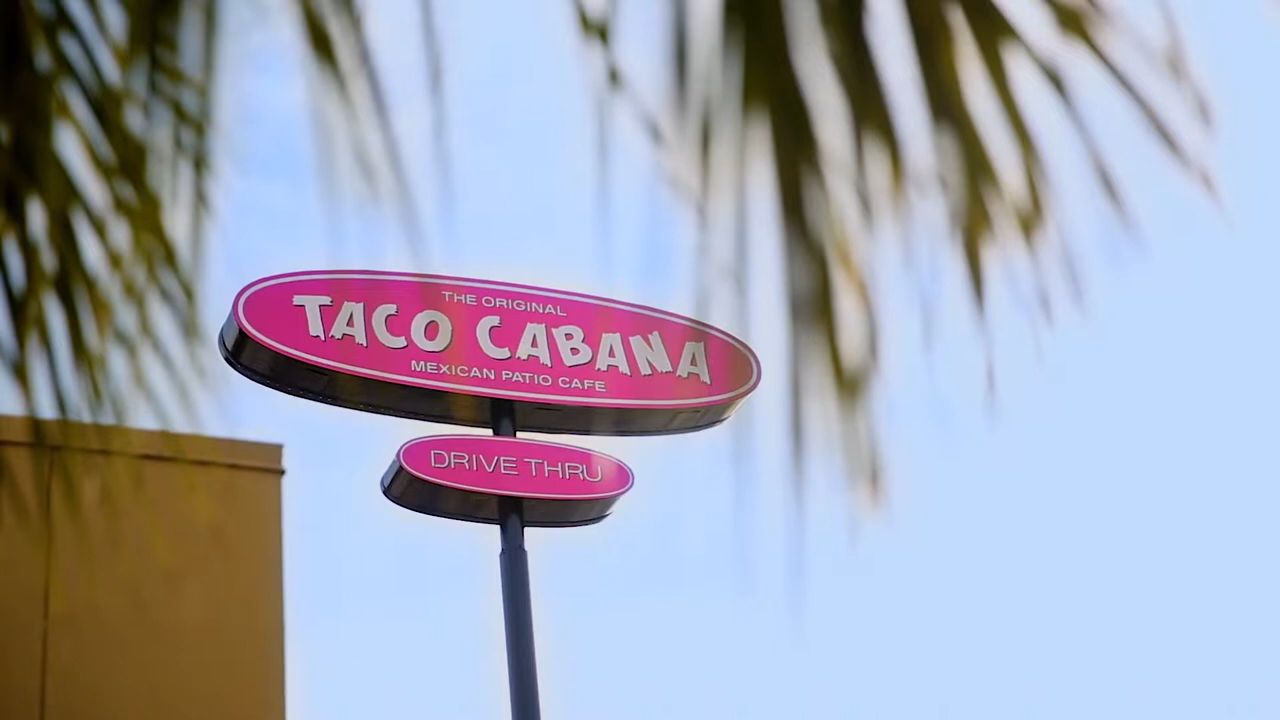 THE ORIGINAL
TACO CABANA
MEXICAN PATIO CAFE
DRIVE THRU